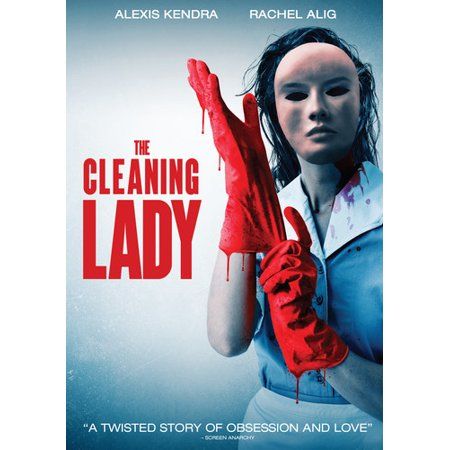 ALEXIS KENDRA RACHEL ALIG
THE
CLEANING
LADY
“A TWISTED STORY OF OBSESSION AND LOVE”
- SCREEN ANARCHY